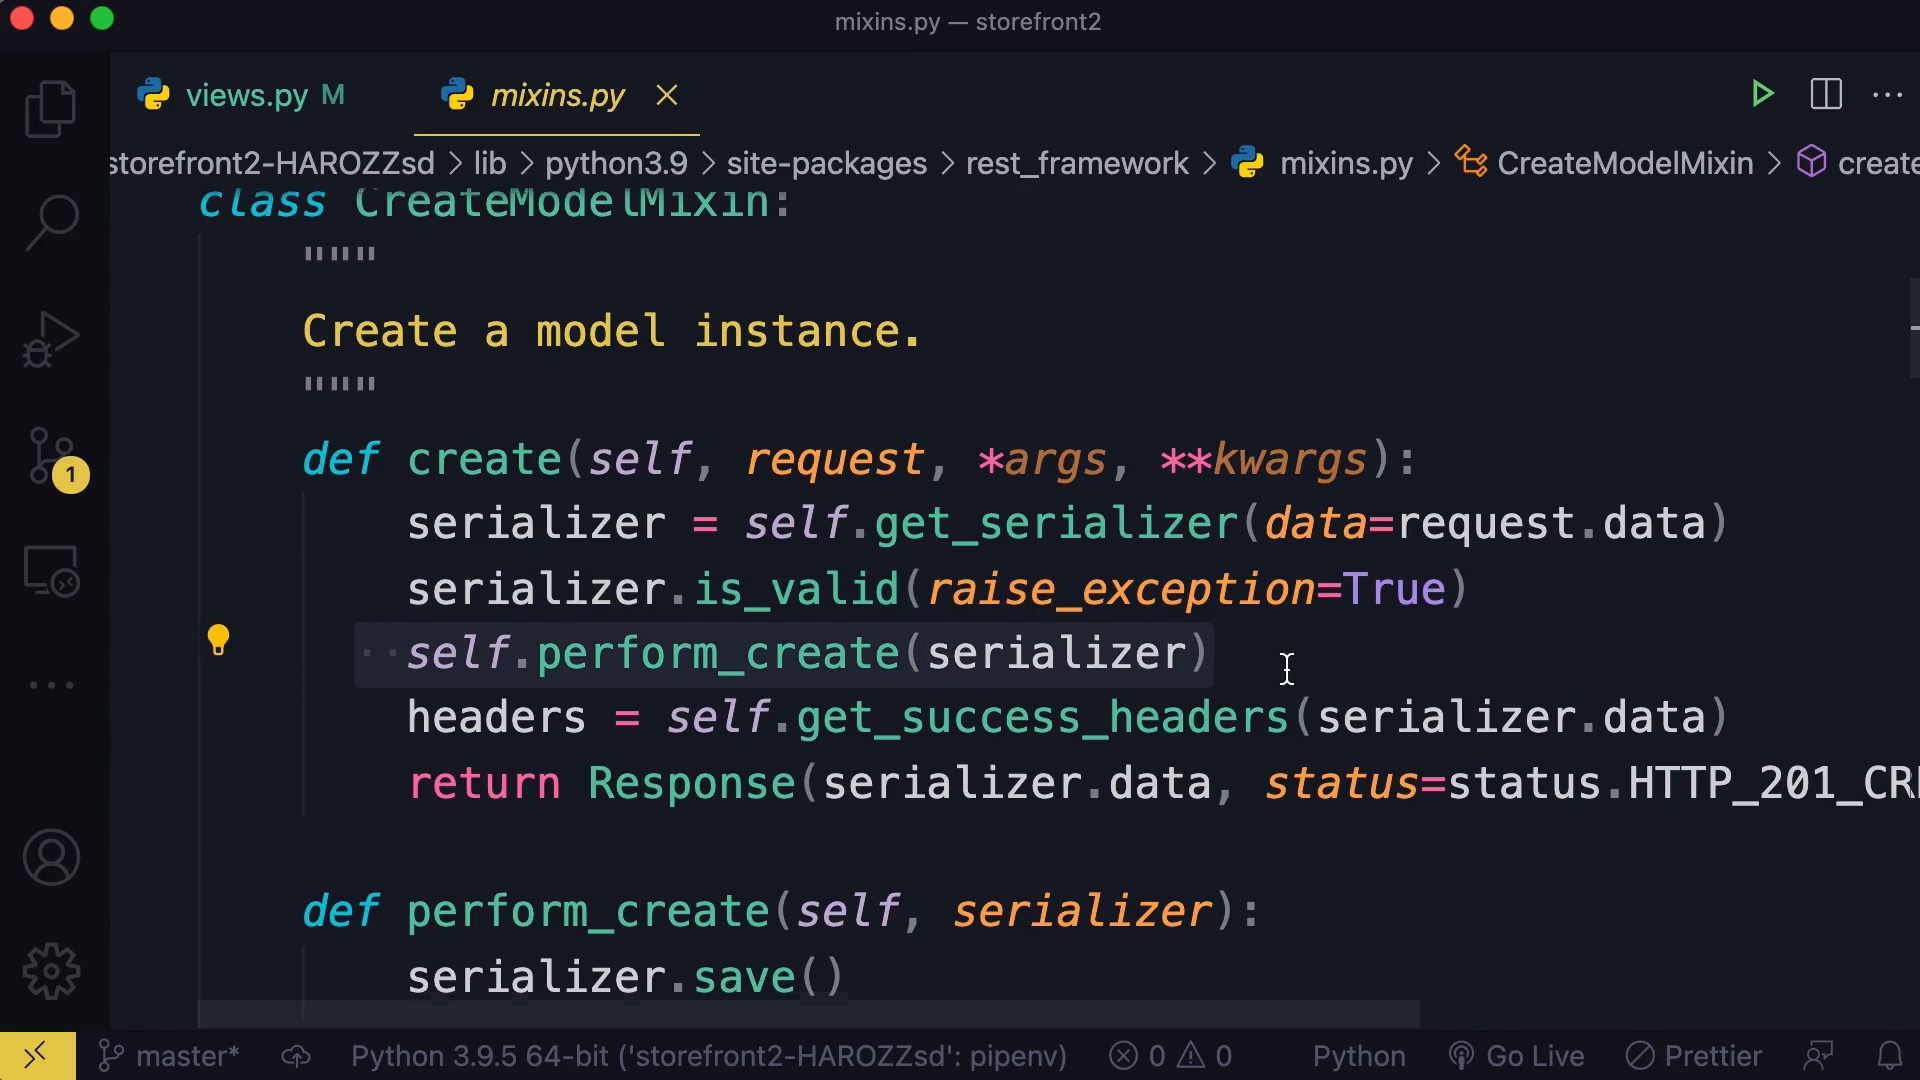 mixins.py — storefront2
views.py M
mixins.py
storefront2-HAROZZsd > lib > python3.9 > site-packages > rest_framework > mixins.py > CreateModelMixin > create
class CreateModelMixin:
"""
Create a model instance.
"""
def create(self, request, *args, **kwargs):
serializer = self.get_serializer(data=request.data)
serializer.is_valid(raise_exception=True)
self.perform_create(serializer)
headers = self.get_success_headers(serializer.data)
return Response(serializer.data, status=status.HTTP_201_CR
def perform_create(self, serializer):
serializer.save()
1
master* Python 3.9.5 64-bit ('storefront2-HAROZZsd': pipenv) 0 0 Python Go Live Prettier